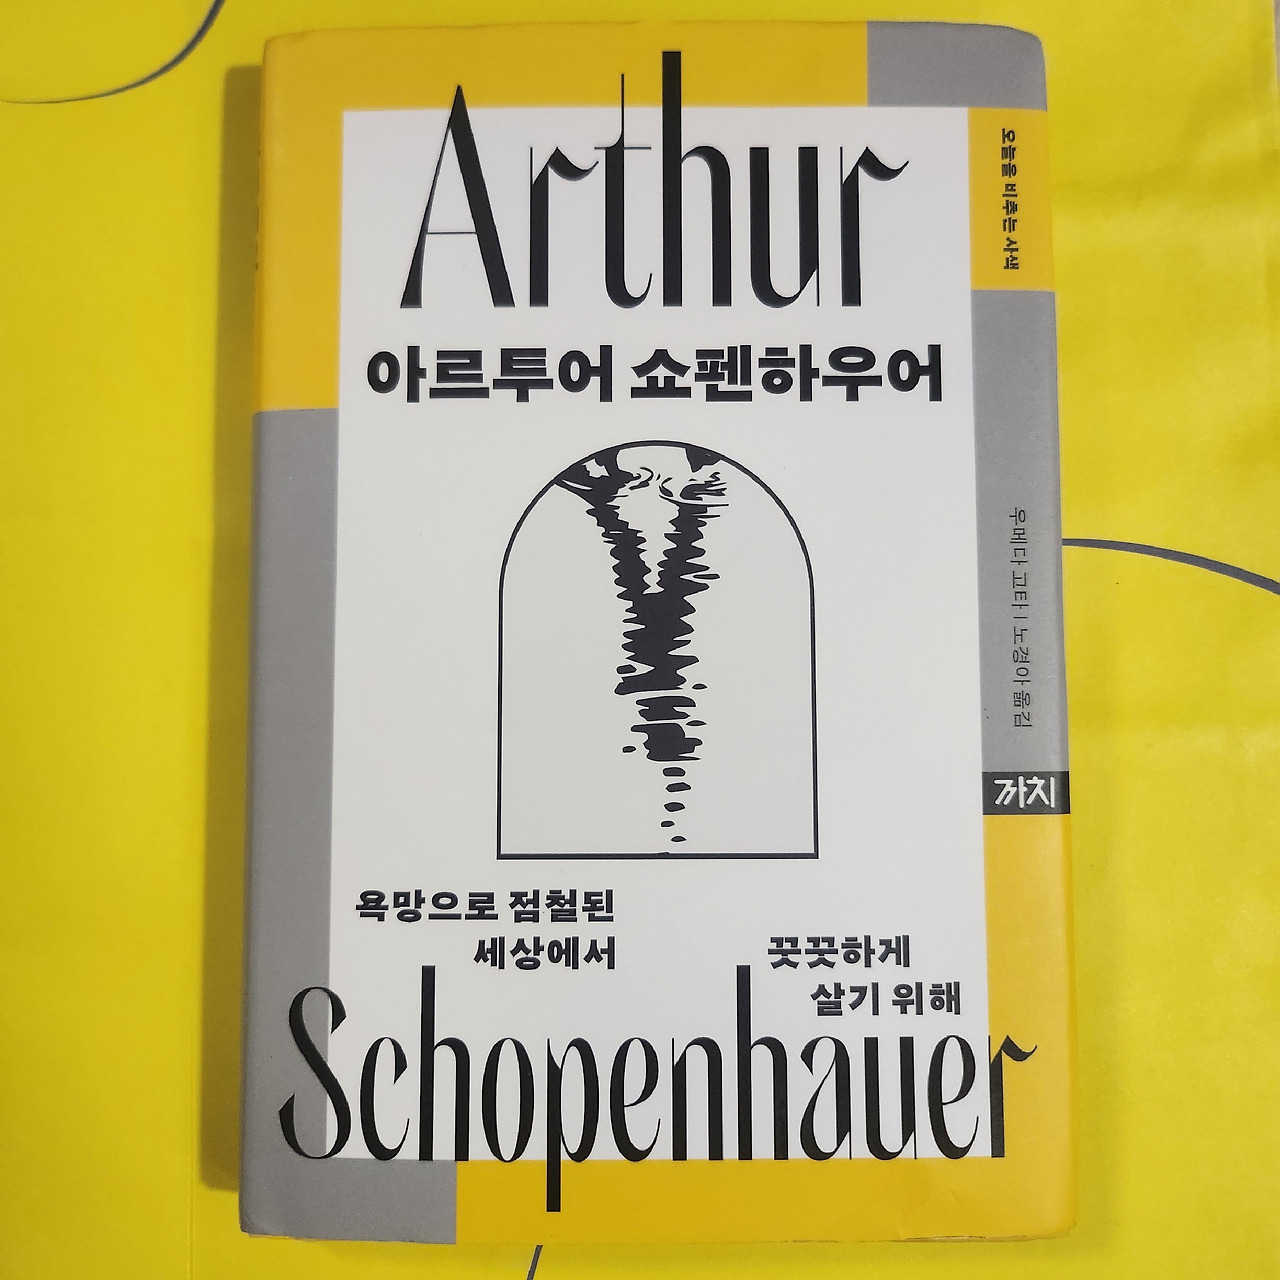 Arthur
아르투어 쇼펜하우어
욕망으로 점철된
세상에서
꿋꿋하게
살기 위해
Schopenhauer
오늘을 비추는 사색
우메다 고타 | 노경아 옮김
까치